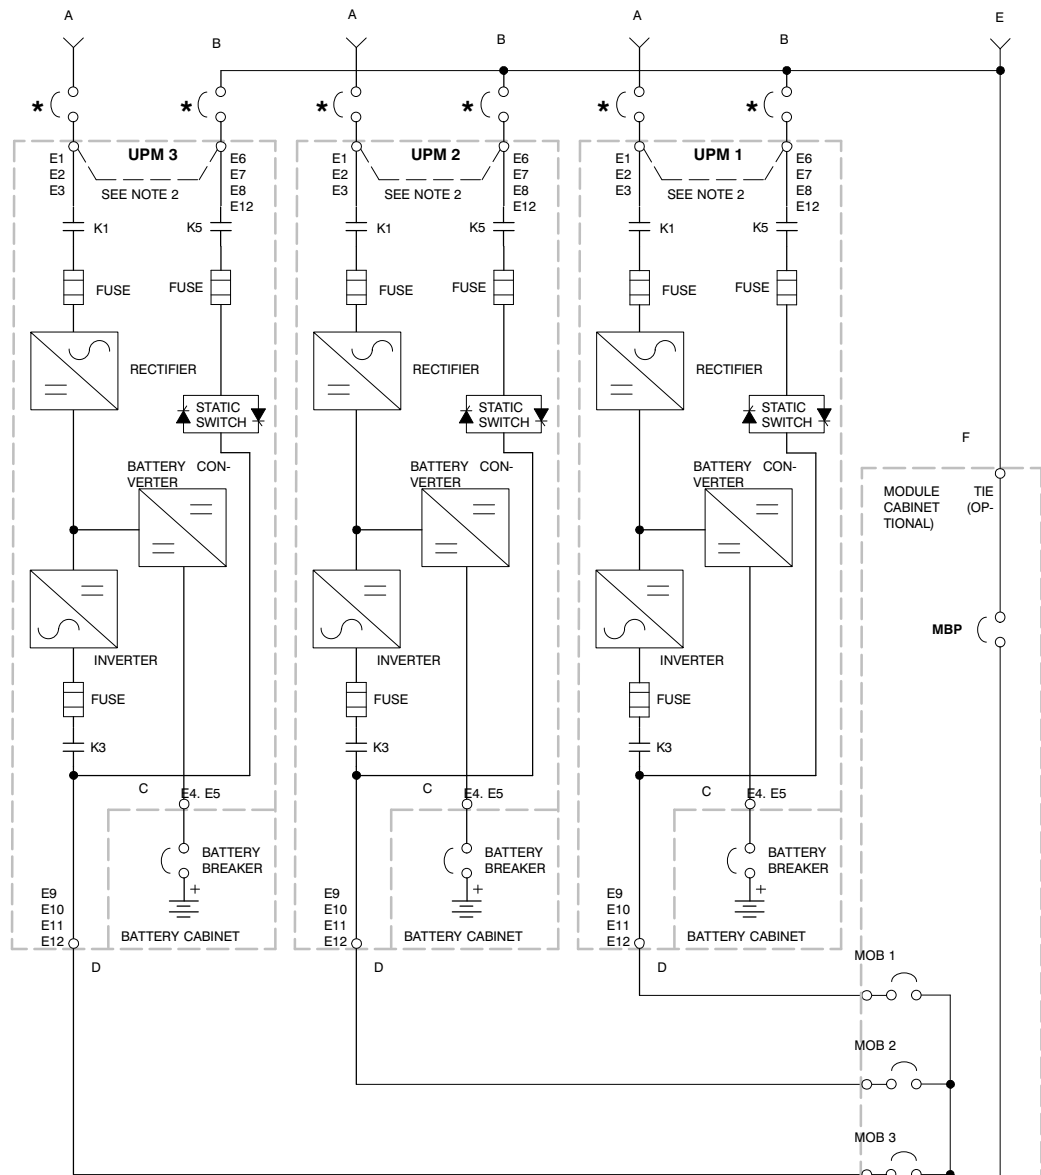 A
A
A
E
B
B
B
*
*
*
*
*
*
UPM 3
UPM 2
UPM 1
E1
E2
E3
SEE NOTE 2
E6
E7
E8
E12
E1
E2
E3
SEE NOTE 2
E6
E7
E8
E12
E1
E2
E3
SEE NOTE 2
E6
E7
E8
E12
K1
K5
K1
K5
K1
K5
FUSE
FUSE
FUSE
FUSE
FUSE
FUSE
RECTIFIER
RECTIFIER
RECTIFIER
STATIC
SWITCH
STATIC
SWITCH
STATIC
SWITCH
F
BATTERY CON-
VERTER
BATTERY CON-
VERTER
BATTERY CON-
VERTER
MODULE TIE
CABINET (OP-
TIONAL)
MBP
INVERTER
INVERTER
INVERTER
FUSE
FUSE
FUSE
K3
K3
K3
C
E4. E5
C
E4. E5
C
E4. E5
BATTERY
BREAKER
BATTERY
BREAKER
BATTERY
BREAKER
+
+
+
E9
E10
E11
E12
BATTERY CABINET
E9
E10
E11
E12
BATTERY CABINET
E9
E10
E11
E12
BATTERY CABINET
D
D
D
MOB 1
MOB 2
MOB 3